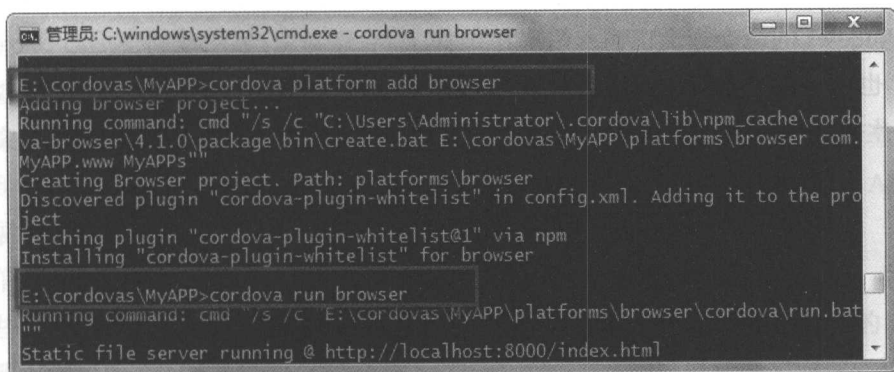 管理员: C:\windows\system32\cmd.exe - cordova run browser
E:\cordovas\MyAPP>cordova platform add browser
Adding browser project...
Running command: cmd "/s /c "C:\Users\Administrator\.cordova\lib\npm_cache\cordo
va-browser\4.1.0\package\bin\create.bat E:\cordovas\MyAPP\platforms\browser com.
MyAPP.www MyAPPs""
Creating Browser project. Path: platforms\browser
Discovered plugin "cordova-plugin-whitelist" in config.xml. Adding it to the pro
ject
Fetching plugin "cordova-plugin-whitelist@1" via npm
Installing "cordova-plugin-whitelist" for browser
E:\cordovas\MyAPP>cordova run browser
Running command: cmd "/s /c "E:\cordovas\MyAPP\platforms\browser\cordova\run.bat
""
Static file server running @ http://localhost:8000/index.html